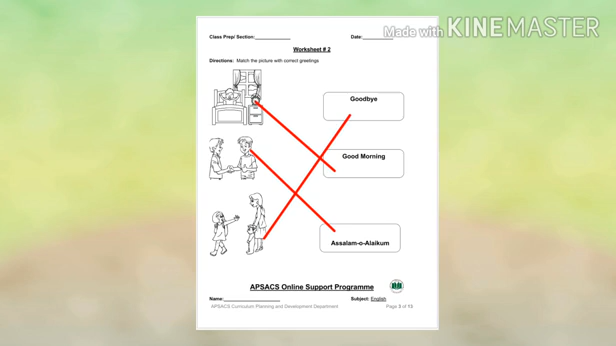 Made with KINEMASTER
Class Prep/ Section:______________ Date:____________
Worksheet # 2
Directions: Match the picture with correct greetings
Goodbye
Good Morning
Assalam-o-Alaikum
APSACS Online Support Programme
Name:____________________ Subject: English
APSACS Curriculum Planning and Development Department Page 3 of 13